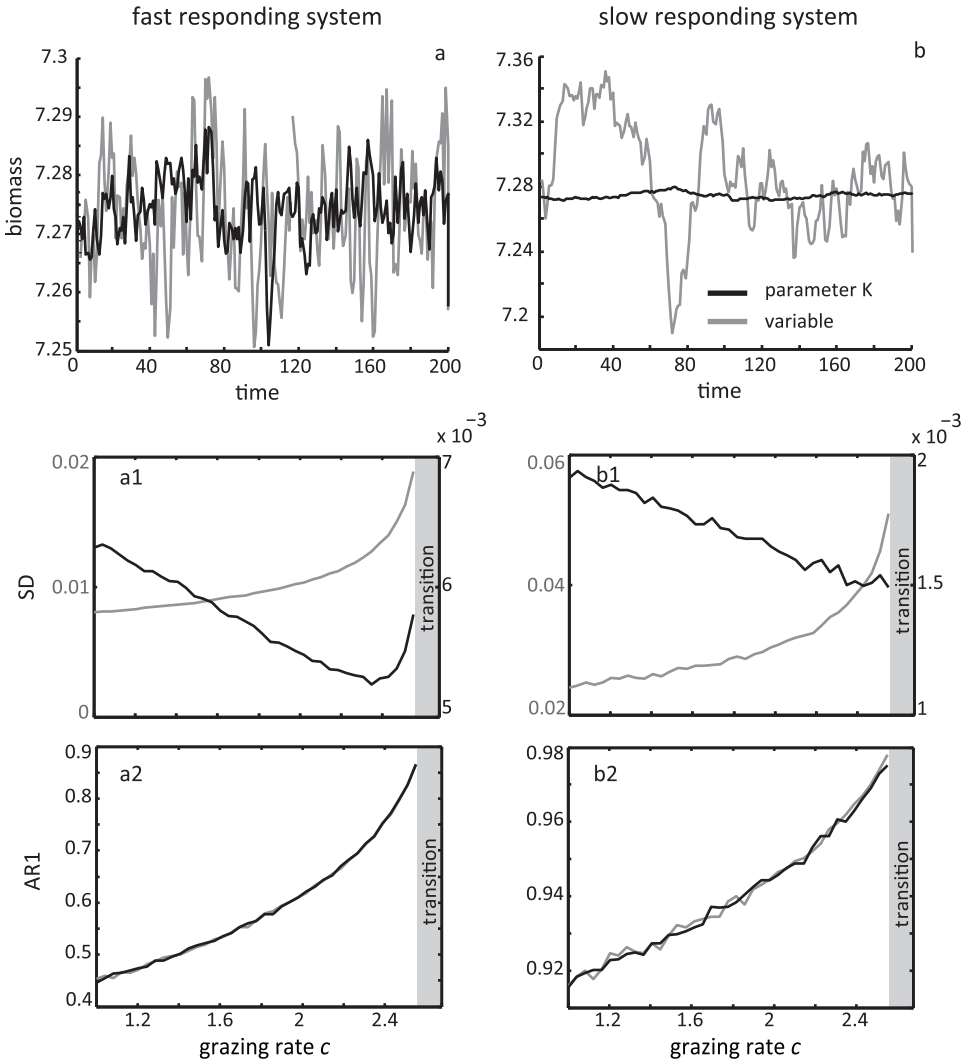 fast responding system
slow responding system
a
b
7.3
7.29
7.28
7.27
7.26
7.25
biomass
0 40 80 120 160 200
time
7.36
7.32
7.28
7.24
7.2
parameter K
variable
0 40 80 120 160 200
time
x 10⁻³
x 10⁻³
a1
0.02
0.01
0
SD
7
6
5
transition
b1
0.06
0.04
0.02
2
1.5
1
transition
a2
0.9
0.8
0.7
0.6
0.5
0.4
AR1
transition
1.2 1.6 2 2.4
grazing rate c
b2
0.98
0.96
0.94
0.92
transition
1.2 1.6 2 2.4
grazing rate c